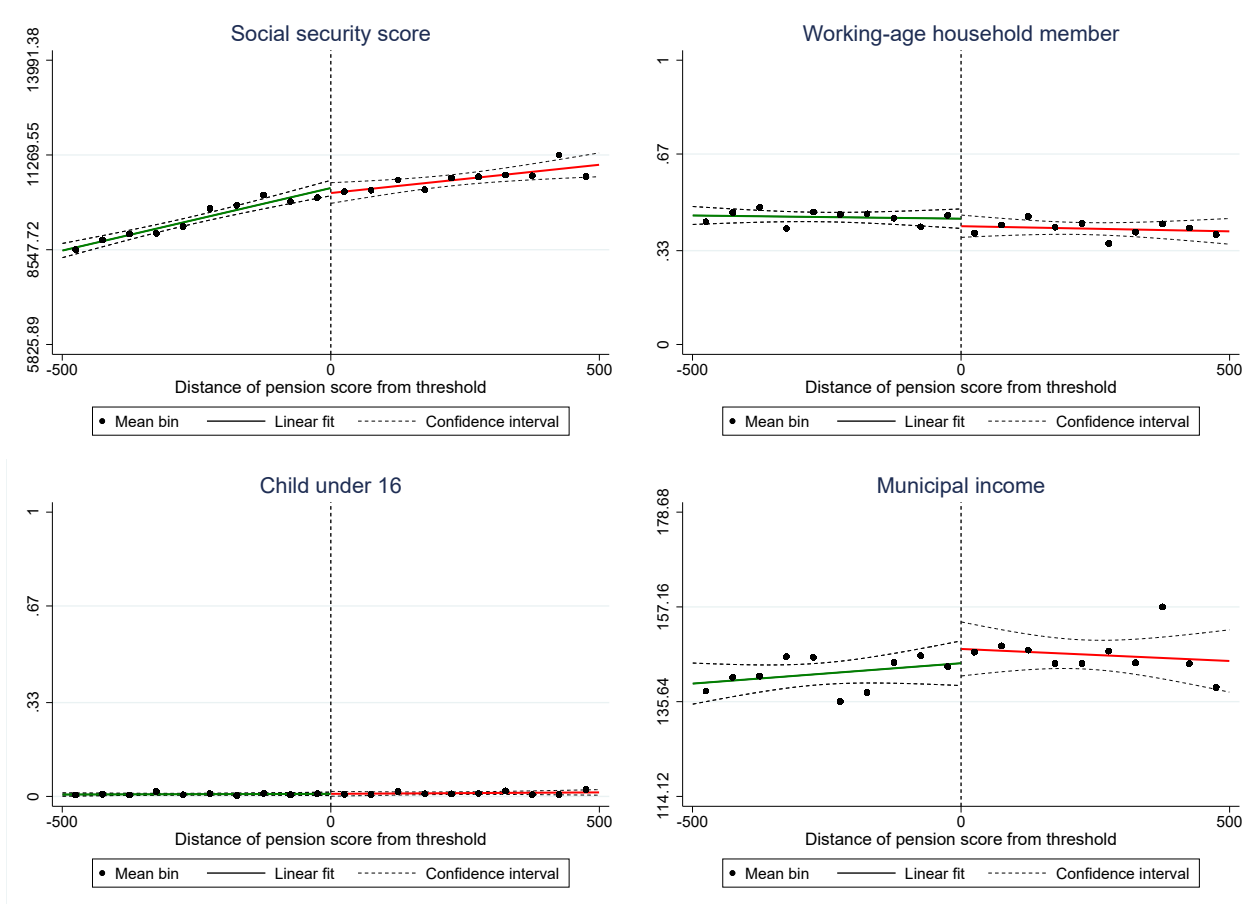 Social security score
13991.38
11269.55
8547.72
5825.89
-500 0 500
Distance of pension score from threshold
Mean bin Linear fit Confidence interval
Working-age household member
1
.67
.33
0
-500 0 500
Distance of pension score from threshold
Mean bin Linear fit Confidence interval
Child under 16
1
.67
.33
0
-500 0 500
Distance of pension score from threshold
Mean bin Linear fit Confidence interval
Municipal income
178.68
157.16
135.64
114.12
-500 0 500
Distance of pension score from threshold
Mean bin Linear fit Confidence interval